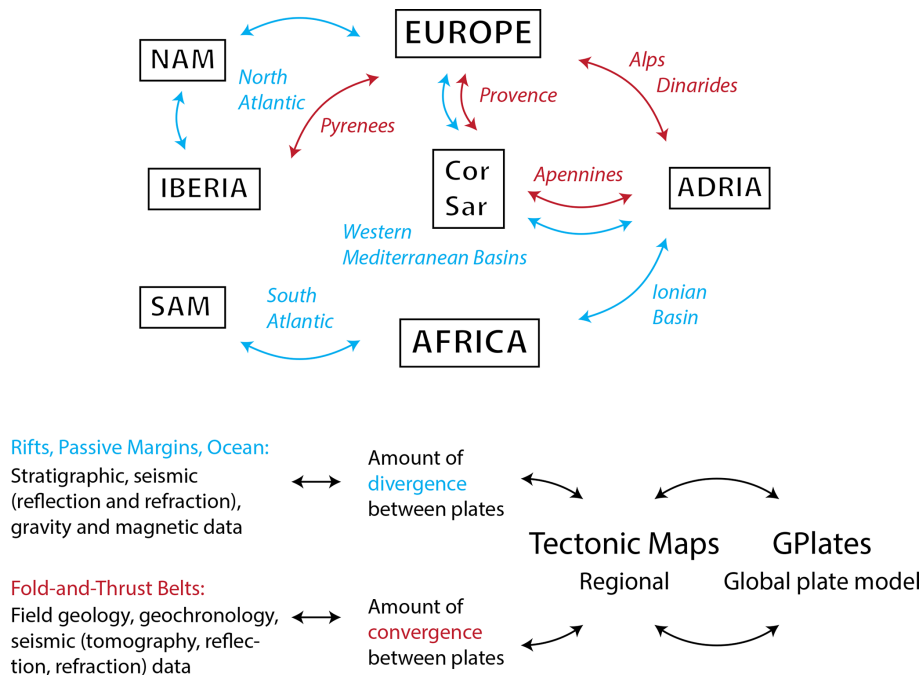 EUROPE
NAM
North
Atlantic
Alps
Dinarides
Provence
Pyrenees
IBERIA
Cor
Sar
Apennines
ADRIA
Western
Mediterranean Basins
SAM
South
Atlantic
AFRICA
Ionian
Basin
Rifts, Passive Margins, Ocean:
Stratigraphic, seismic
(reflection and refraction),
gravity and magnetic data
Amount of
divergence
between plates
Tectonic Maps
Regional
GPlates
Global plate model
Fold-and-Thrust Belts:
Field geology, geochronology,
seismic (tomography, reflec-
tion, refraction) data
Amount of
convergence
between plates